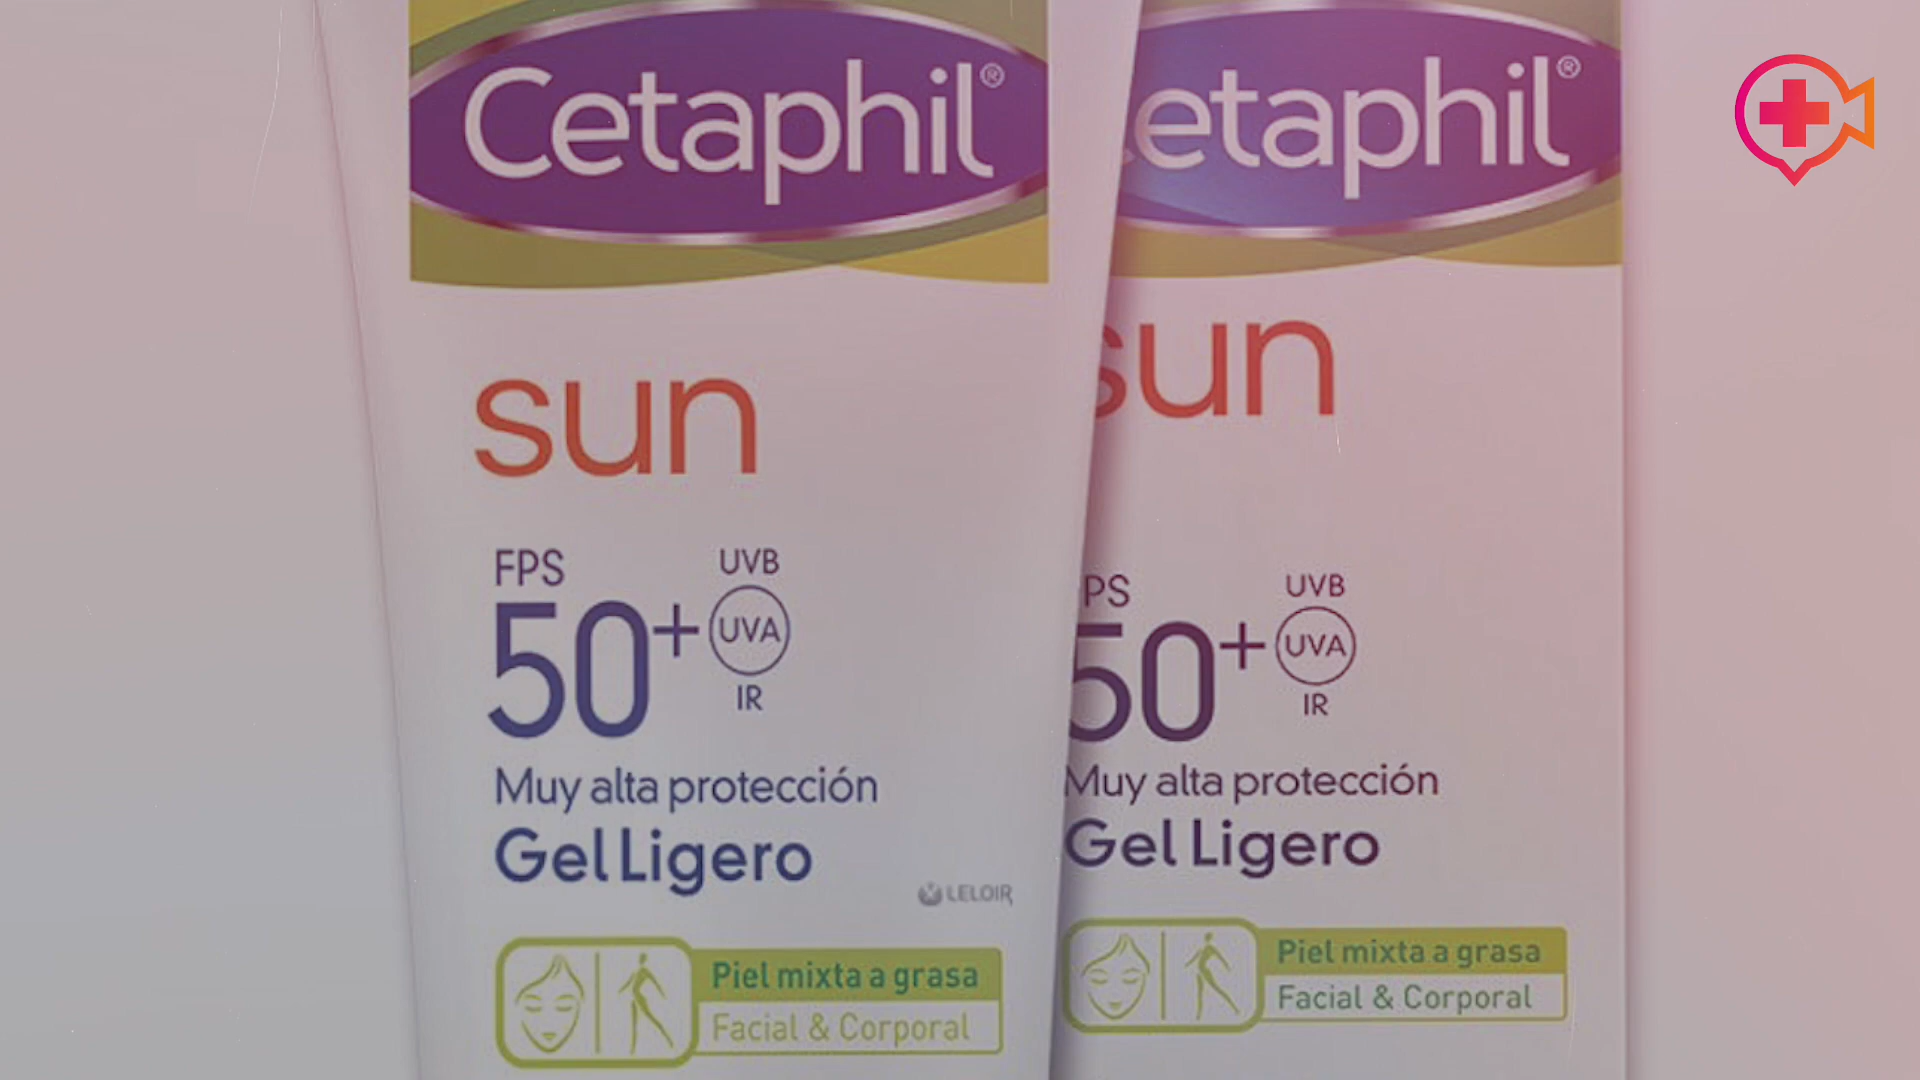 Cetaphil®
sun
FPS
50+
UVB
UVA
IR
Muy alta protección
Gel Ligero
LELOIR
Piel mixta a grasa
Facial & Corporal
etaphil®
sun
PS
50+
UVB
UVA
IR
Muy alta protección
Gel Ligero
Piel mixta a grasa
Facial & Corporal